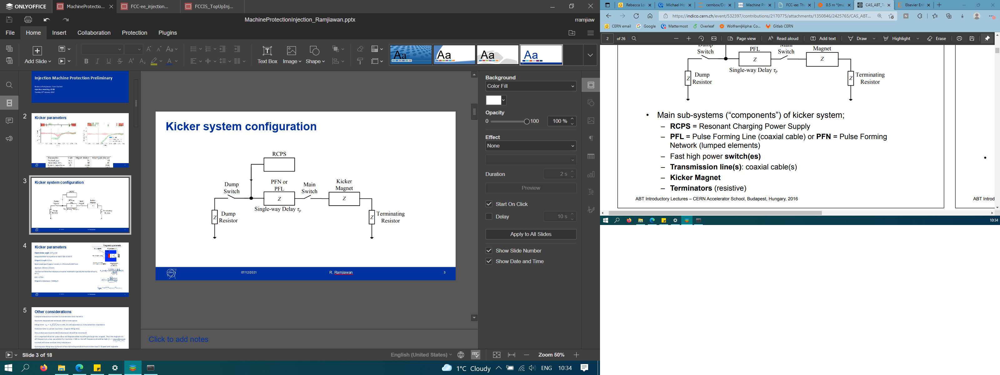 ONLYOFFICE
MachineProtectio...
FCC-ee_injection...
FCCIS_TopUpInj...
MachineProtectionInjection_Ramjiawan.pptx
rramjiaw
File
Home
Insert
Collaboration
Protection
Plugins
Add Slide
Text Box
Image
Shape
Aa
Aa
Aa
Aa
Injection Machine Protection Preliminary
2
Kicker parameters
3
Kicker system configuration
4
Kicker parameters
5
Other considerations
Kicker system configuration
RCPS
Dump
Switch
PFN or
PFL
Main
Switch
Kicker
Magnet
Z
Z
Single-way Delay τp
Z
Dump
Resistor
Z
Terminating
Resistor
CERN
07/12/2021
R. Ramjiawan
3
Click to add notes
Background
Color Fill
Opacity
0
100
100 %
Effect
None
Duration
2 s
Preview
Start On Click
Delay
10 s
Apply to All Slides
Show Slide Number
Show Date and Time
Slide 3 of 18
English (United States)
Zoom 50%
1°C Cloudy
ENG
10:34
Rebecca Lo
Michael Ho
cernbox/Do
Machine Pr
FCC-ee: Th
0.5 m *(mu
CAS_ABT_T
Elsevier En
https://indico.cern.ch/event/532397/contributions/2170775/attachments/1350846/2425765/CAS_ABT...
CERN email
Google
Mattermost
Overleaf
Wolfram|Alpha: Co...
Gitlab CERN
2
of 26
Page view
Read aloud
Add text
Draw
Highlight
Erase
Switch
PFL
Switch
Magnet
Z
Z
Single-way Delay τp
Z
Dump
Resistor
Z
Terminating
Resistor
• Main sub-systems (“components”) of kicker system;
– RCPS = Resonant Charging Power Supply
– PFL = Pulse Forming Line (coaxial cable) or PFN = Pulse Forming
Network (lumped elements)
– Fast high power switch(es)
– Transmission line(s): coaxial cable(s)
– Kicker Magnet
– Terminators (resistive)
ABT Introductory Lectures – CERN Accelerator School, Budapest, Hungary, 2016
ABT Introd
10:34